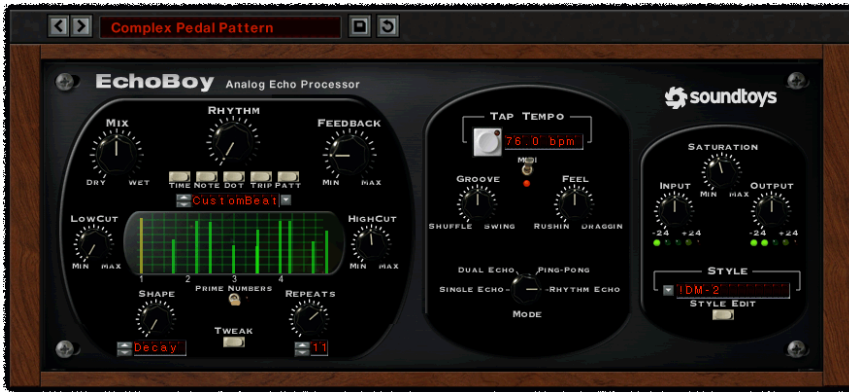 Complex Pedal Pattern
EchoBoy Analog Echo Processor
soundtoys
MIX
RHYTHM
FEEDBACK
DRY WET
MIN MAX
TIME NOTE DOT TRIP PATT
CustomBeat
LOWCUT
HIGHCUT
MIN MAX
MIN MAX
1 2 3 4
PRIME NUMBERS
SHAPE
REPEATS
TWEAK
Decay
11
TAP TEMPO
76.0 bpm
MIDI
GROOVE
FEEL
SHUFFLE SWING
RUSHIN DRAGGIN
DUAL ECHO
PING-PONG
SINGLE ECHO
RHYTHM ECHO
MODE
SATURATION
MIN MAX
INPUT
OUTPUT
-24 +24
-24 +24
STYLE
!DM-2
STYLE EDIT